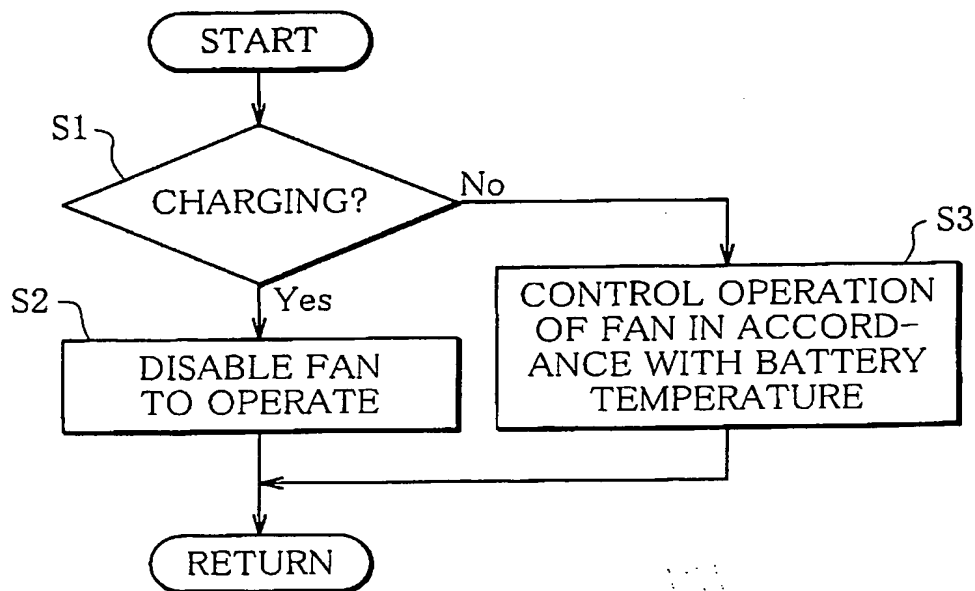 START
S1
CHARGING?
No
S3
Yes
S2
DISABLE FAN
TO OPERATE
CONTROL OPERATION
OF FAN IN ACCORD-
ANCE WITH BATTERY
TEMPERATURE
RETURN